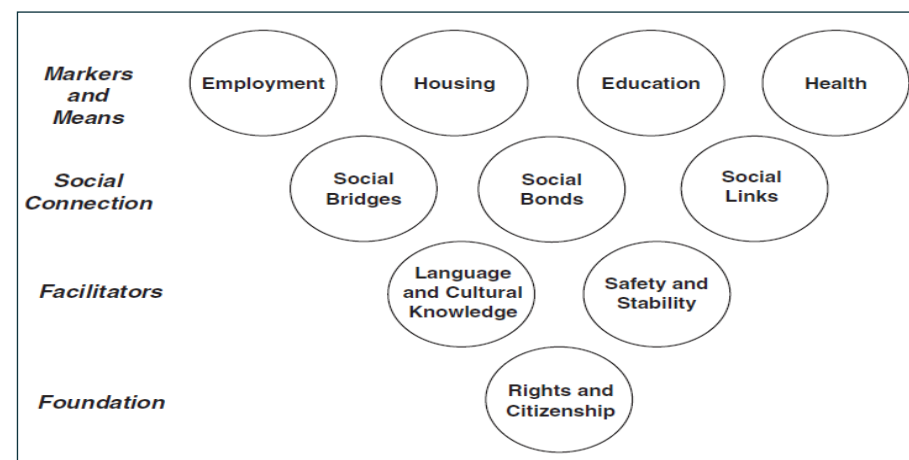 Markers
and
Means
Employment
Housing
Education
Health
Social
Connection
Social
Bridges
Social
Bonds
Social
Links
Facilitators
Language
and Cultural
Knowledge
Safety and
Stability
Foundation
Rights and
Citizenship